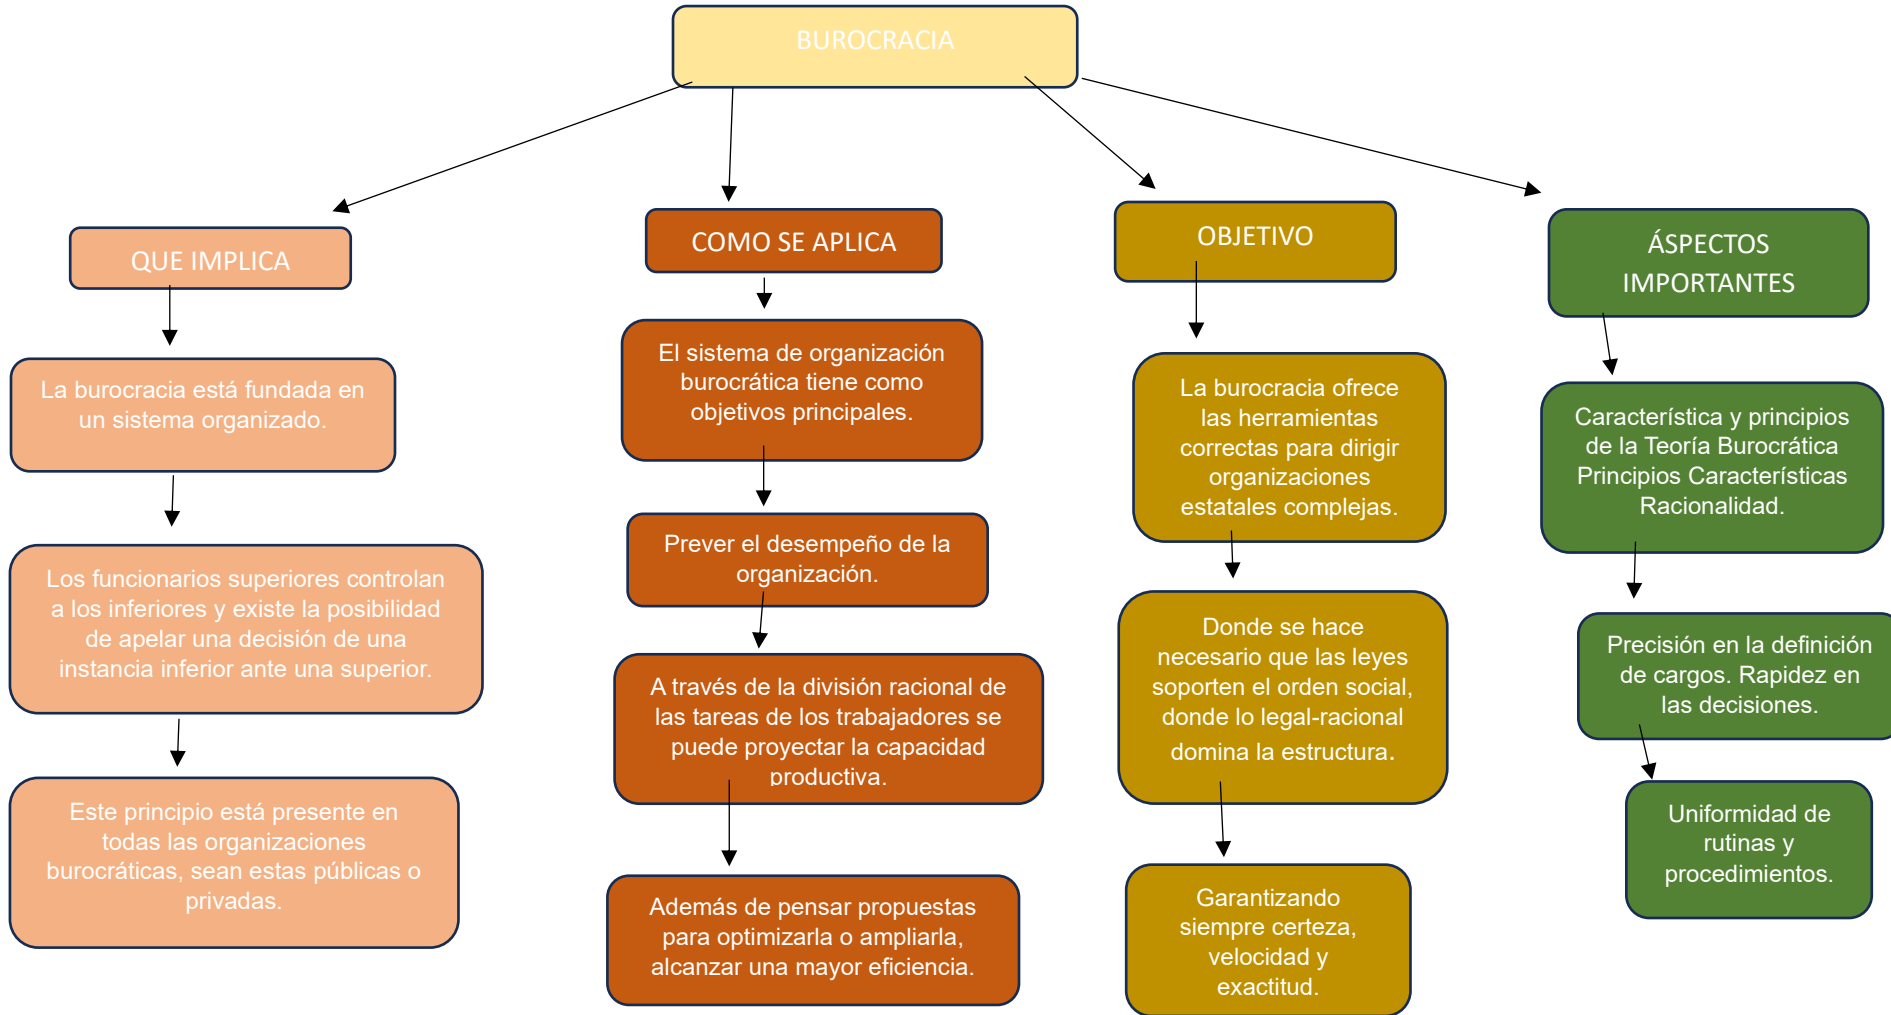 BUROCRACIA
QUE IMPLICA
La burocracia está fundada en
un sistema organizado.
Los funcionarios superiores controlan
a los inferiores y existe la posibilidad
de apelar una decisión de una
instancia inferior ante una superior.
Este principio está presente en
todas las organizaciones
burocráticas, sean estas públicas o
privadas.
COMO SE APLICA
El sistema de organización
burocrática tiene como
objetivos principales.
Prever el desempeño de la
organización.
A través de la división racional de
las tareas de los trabajadores se
puede proyectar la capacidad
productiva.
Además de pensar propuestas
para optimizarla o ampliarla,
alcanzar una mayor eficiencia.
OBJETIVO
La burocracia ofrece
las herramientas
correctas para dirigir
organizaciones
estatales complejas.
Donde se hace
necesario que las leyes
soporten el orden social,
donde lo legal-racional
domina la estructura.
Garantizando
siempre certeza,
velocidad y
exactitud.
ÁSPECTOS
IMPORTANTES
Característica y principios
de la Teoría Burocrática
Principios Características
Racionalidad.
Precisión en la definición
de cargos. Rapidez en
las decisiones.
Uniformidad de
rutinas y
procedimientos.